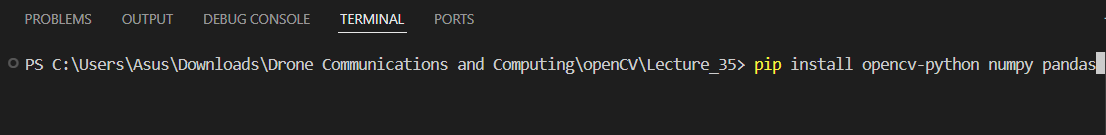 PROBLEMS OUTPUT DEBUG CONSOLE TERMINAL PORTS
PS C:\Users\Asus\Downloads\Drone Communications and Computing\openCV\Lecture_35> pip install opencv-python numpy pandas